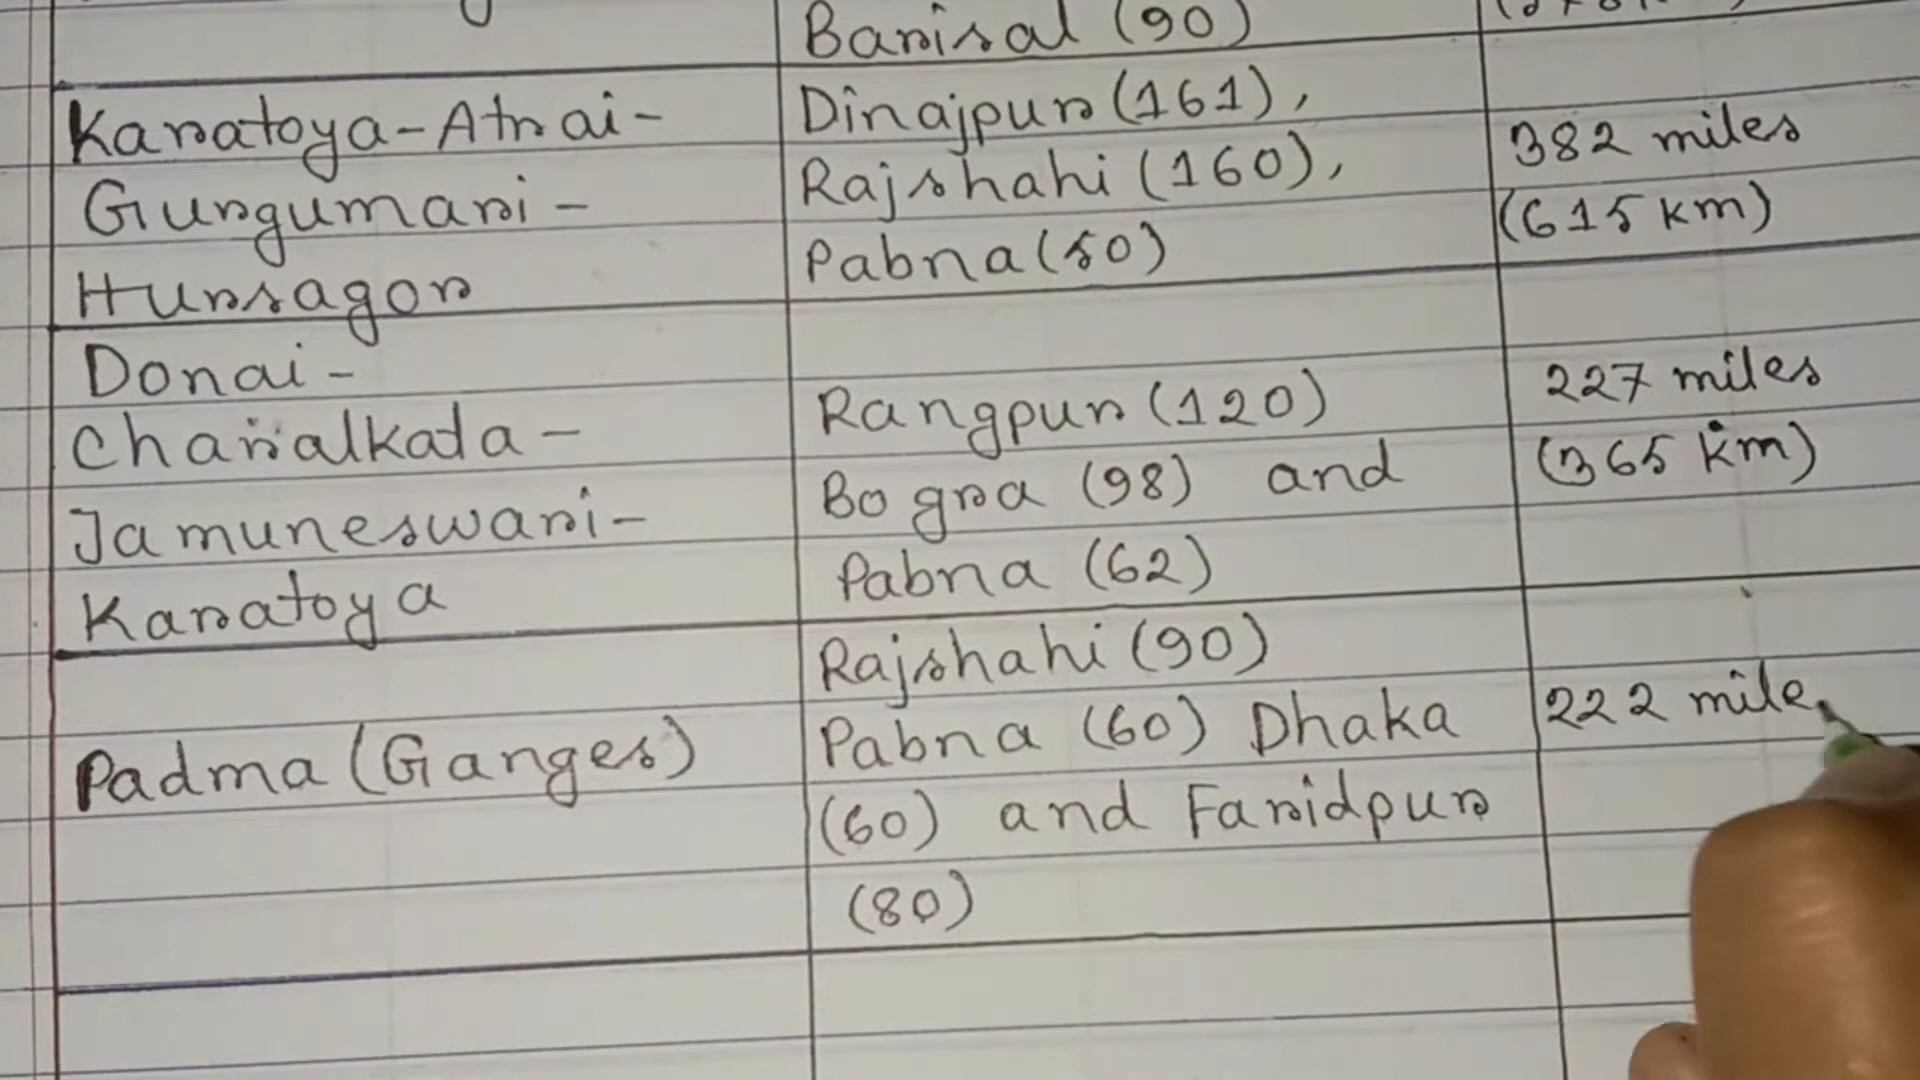 Barisal (90)
Karatoya-Atrai-
Gurgumari-
Hursagor
Dinajpur (161),
Rajshahi (160),
Pabna (50)
382 miles
(615 km)
Donai-
Charalkata-
Jamuneswari-
Karatoya
Rangpur (120)
Bogra (98) and
Pabna (62)
227 miles
(365 km)
Padma (Ganges)
Rajshahi (90)
Pabna (60) Dhaka
(60) and Faridpur
(80)
222 mile